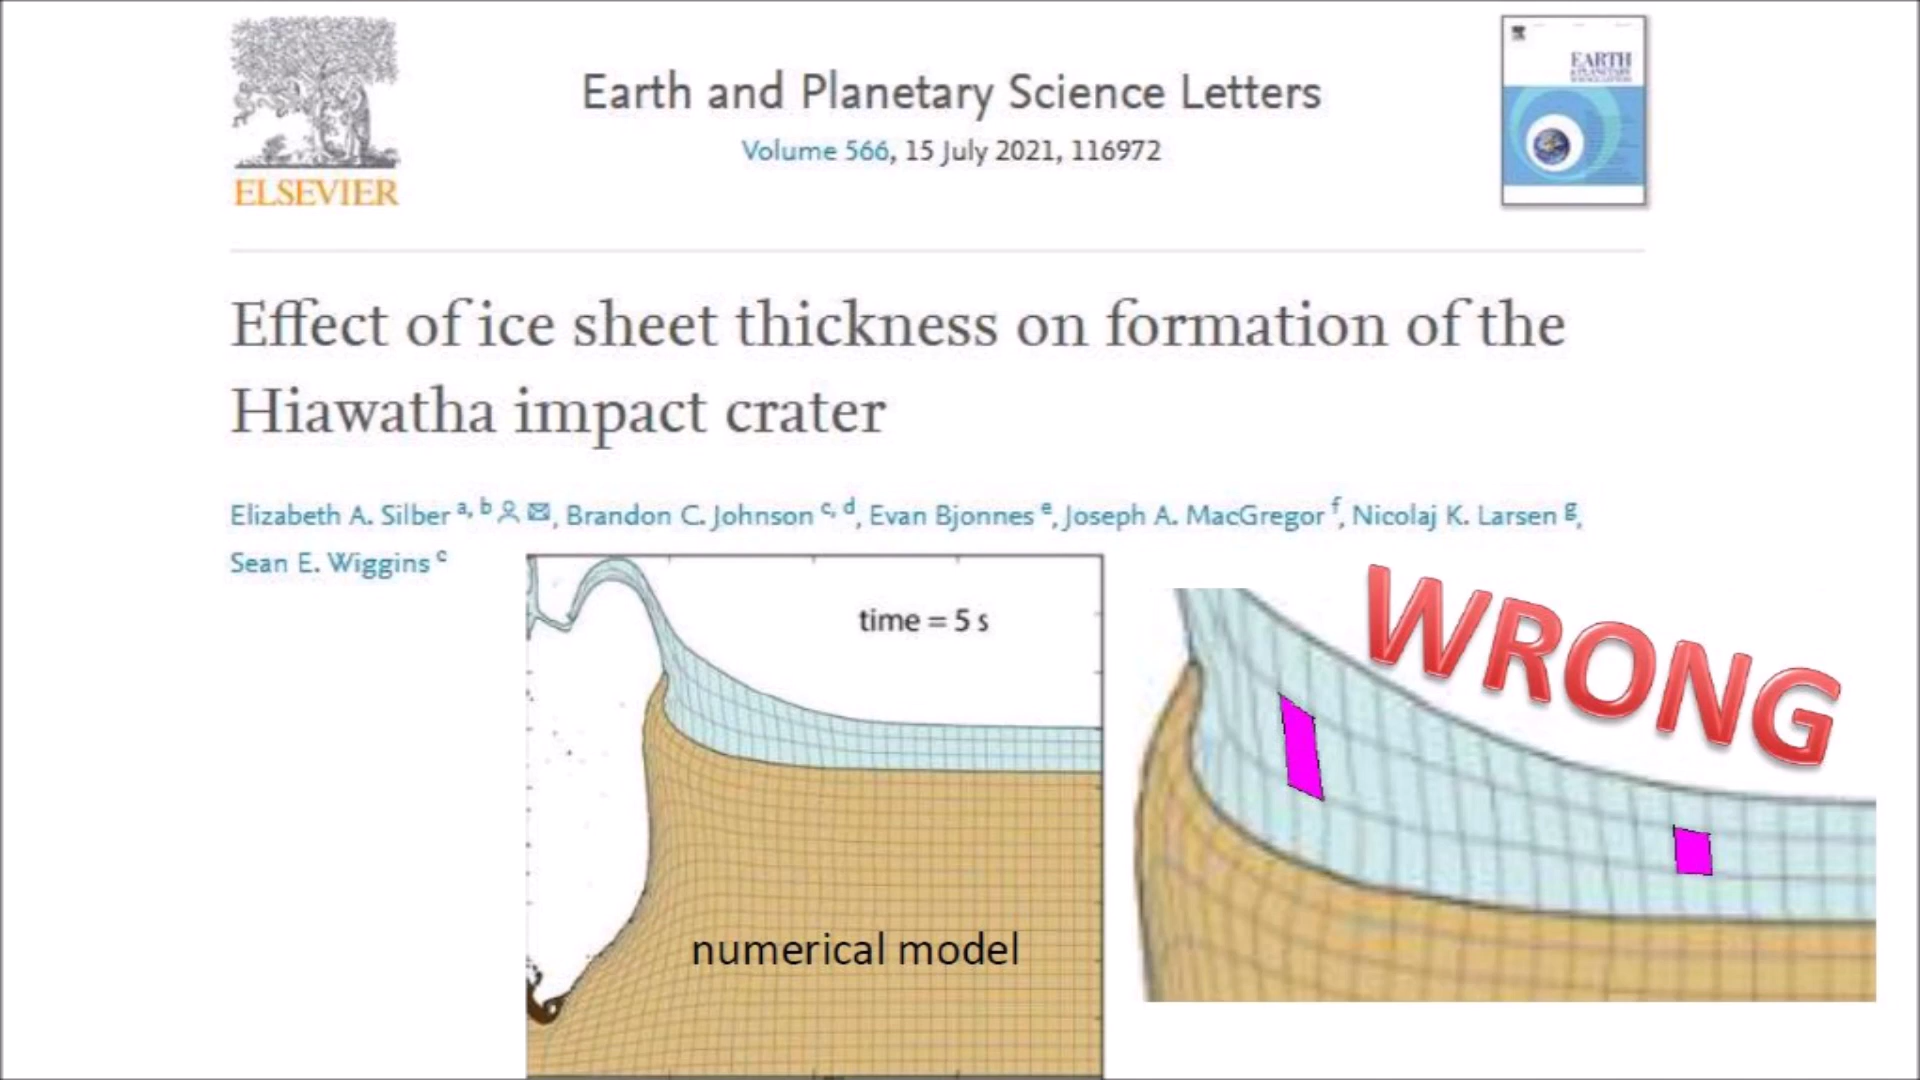 ELSEVIER
Earth and Planetary Science Letters
Volume 566, 15 July 2021, 116972
EARTH
Effect of ice sheet thickness on formation of the
Hiawatha impact crater
Elizabeth A. Silber a, b, Brandon C. Johnson c, d, Evan Bjonnes e, Joseph A. MacGregor f, Nicolaj K. Larsen g,
Sean E. Wiggins c
time = 5 s
numerical model
WRONG